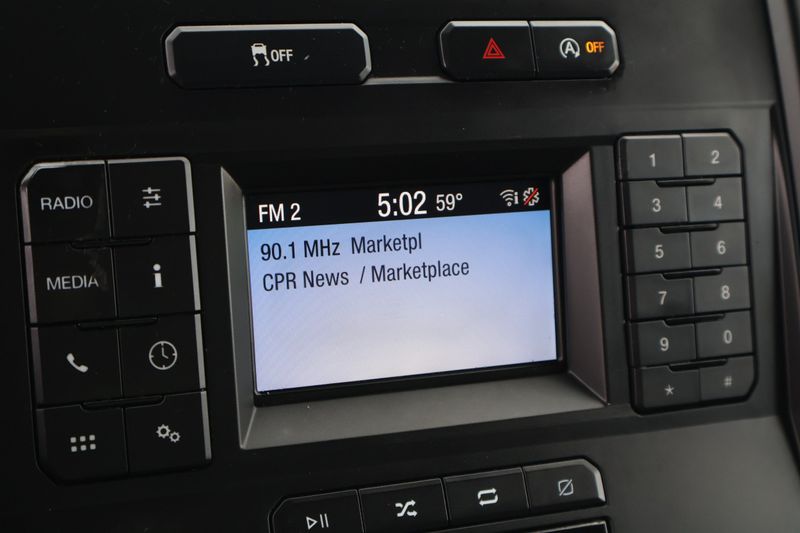 OFF
OFF
RADIO
MEDIA
FM 2 5:02 59°
90.1 MHz Marketpl
CPR News / Marketplace
1 2
3 4
5 6
7 8
9 0
* #